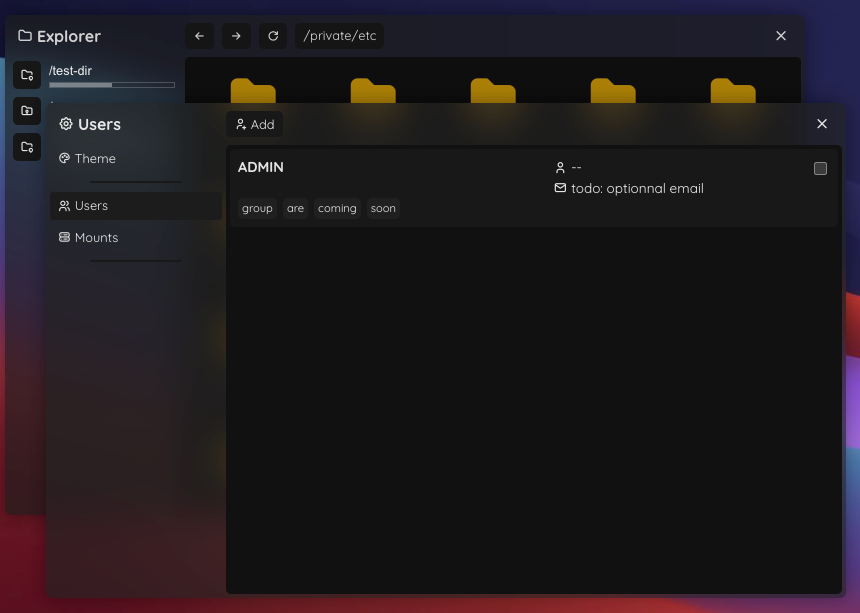 Explorer
/private/etc
/test-dir
Users
Add
Theme
Users
Mounts
ADMIN
--
todo: optionnal email
group are coming soon